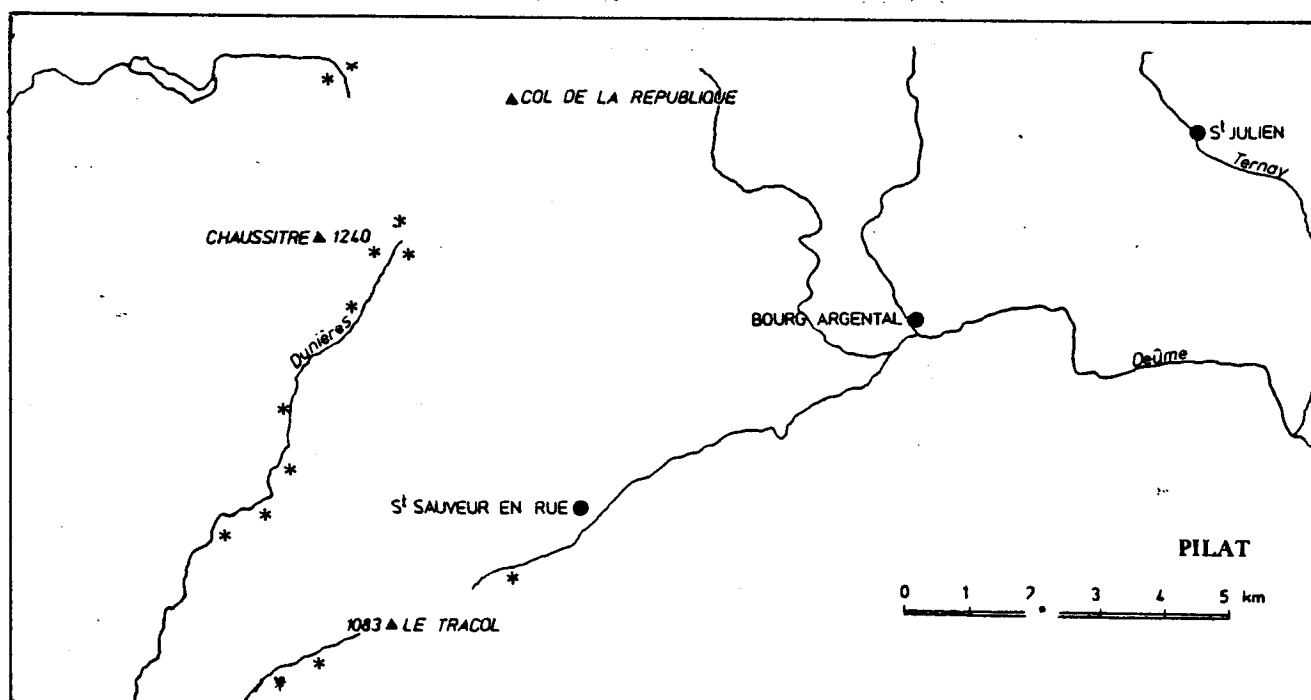 ▲ COL DE LA REPUBLIQUE
St JULIEN
Ternay
CHAUSSITRE ▲ 1240
BOURG ARGENTAL
Dunières
Deûme
St SAUVEUR EN RUE
PILAT
0 1 2 3 4 5 km
1083 ▲ LE TRACOL